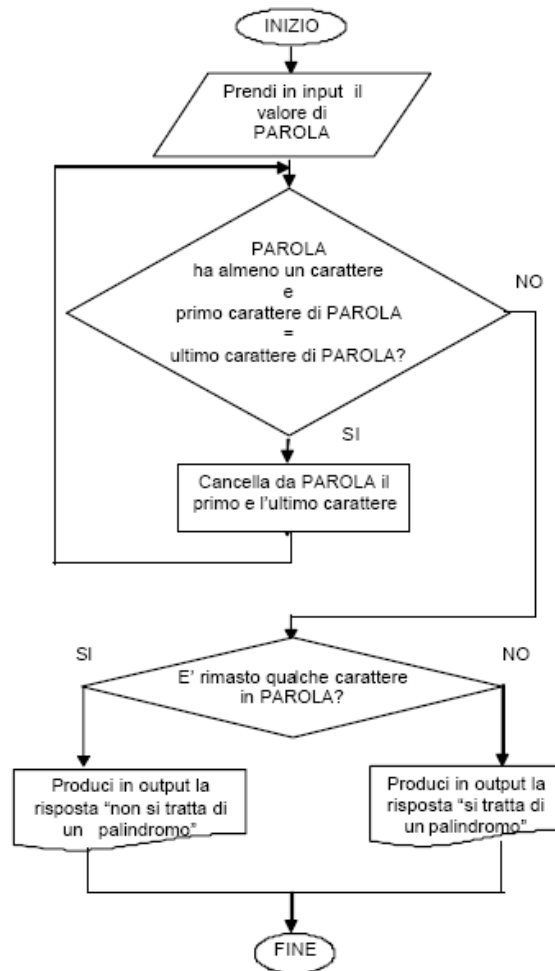 INIZIO
Prendi in input il
valore di
PAROLA
PAROLA
ha almeno un carattere
e
primo carattere di PAROLA
=
ultimo carattere di PAROLA?
NO
SI
Cancella da PAROLA il
primo e l'ultimo carattere
SI
E' rimasto qualche carattere
in PAROLA?
NO
Produci in output la
risposta “non si tratta di
un palindromo”
Produci in output la
risposta “si tratta di
un palindromo”
FINE